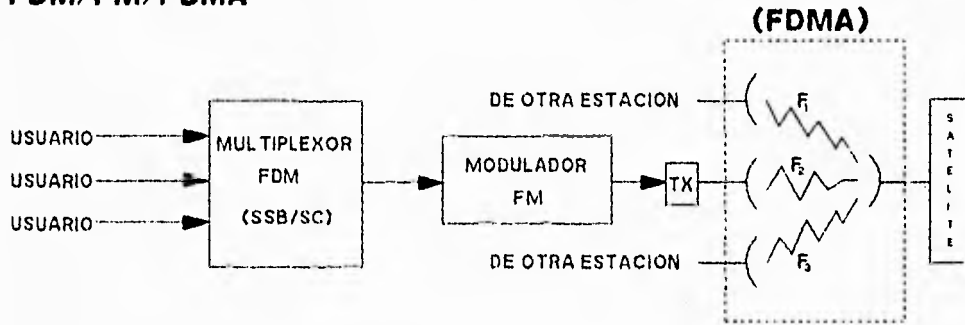 FDM/FM/FDMA
(FDMA)
DE OTRA ESTACION
F1
USUARIO
USUARIO
USUARIO
MULTIPLEXOR
FDM
(SSB/SC)
MODULADOR
FM
TX
F2
SATELITE
DE OTRA ESTACION
F3